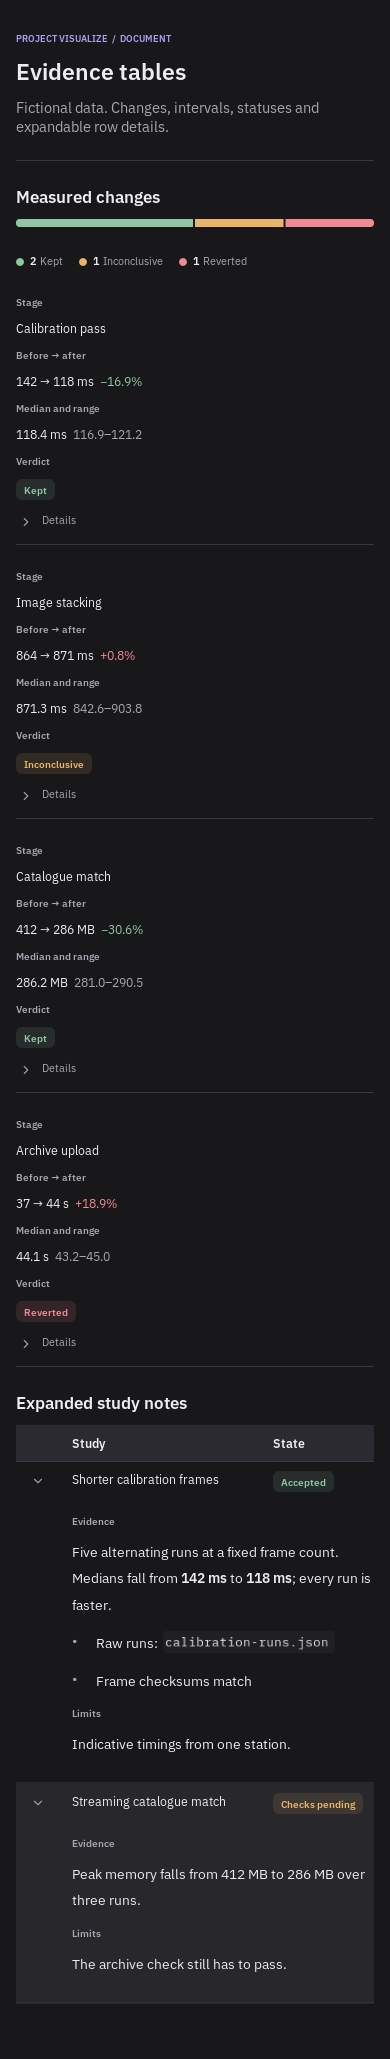 PROJECT VISUALIZE / DOCUMENT
Evidence tables
Fictional data. Changes, intervals, statuses and
expandable row details.
Measured changes
2 Kept 1 Inconclusive 1 Reverted
Stage
Calibration pass
Before → after
142 → 118 ms −16.9%
Median and range
118.4 ms 116.9–121.2
Verdict
Kept
Details
Stage
Image stacking
Before → after
864 → 871 ms +0.8%
Median and range
871.3 ms 842.6–903.8
Verdict
Inconclusive
Details
Stage
Catalogue match
Before → after
412 → 286 MB −30.6%
Median and range
286.2 MB 281.0–290.5
Verdict
Kept
Details
Stage
Archive upload
Before → after
37 → 44 s +18.9%
Median and range
44.1 s 43.2–45.0
Verdict
Reverted
Details
Expanded study notes
Study State
Shorter calibration frames Accepted
Evidence
Five alternating runs at a fixed frame count.
Medians fall from 142 ms to 118 ms; every run is
faster.
• Raw runs: calibration-runs.json
• Frame checksums match
Limits
Indicative timings from one station.
Streaming catalogue match Checks pending
Evidence
Peak memory falls from 412 MB to 286 MB over
three runs.
Limits
The archive check still has to pass.